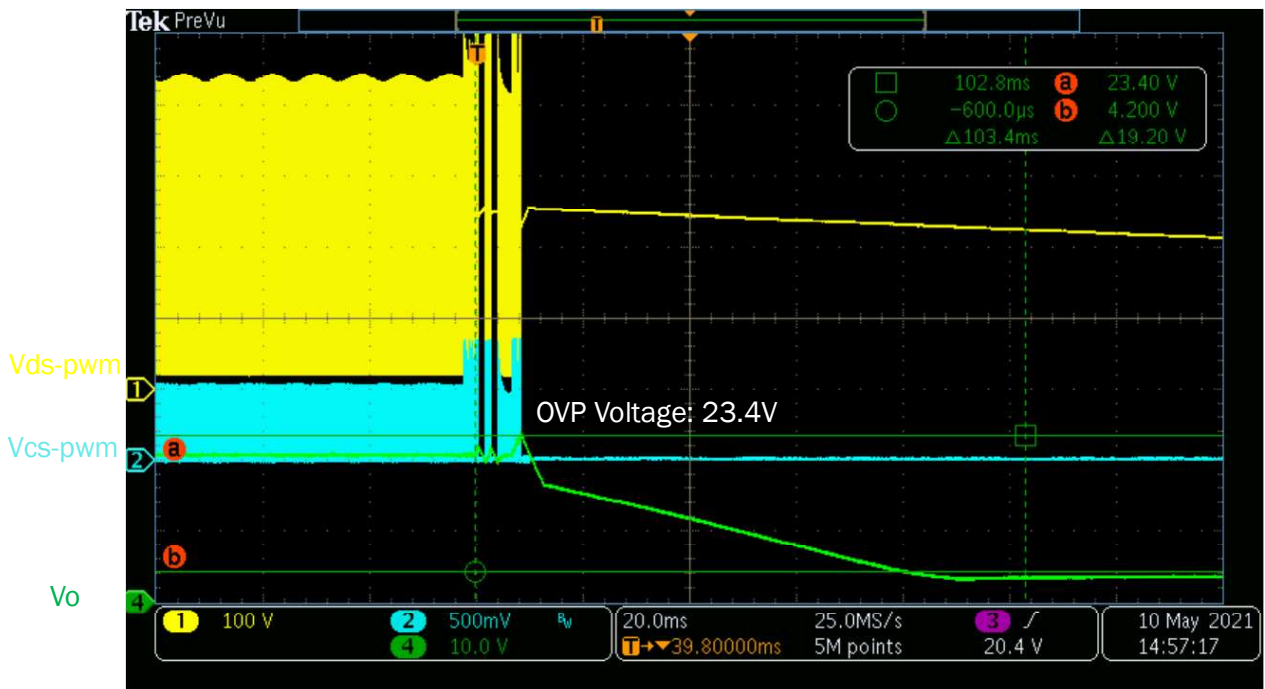 Tek PreVu
T
T
102.8ms a 23.40 V
−600.0µs b 4.200 V
△103.4ms △19.20 V
Vds-pwm
1
OVP Voltage: 23.4V
Vcs-pwm
a
2
b
Vo
4
1 100 V 2 500mV BW 20.0ms 25.0MS/s 3 10 May 2021
4 10.0 V T→▼39.80000ms 5M points 20.4 V 14:57:17